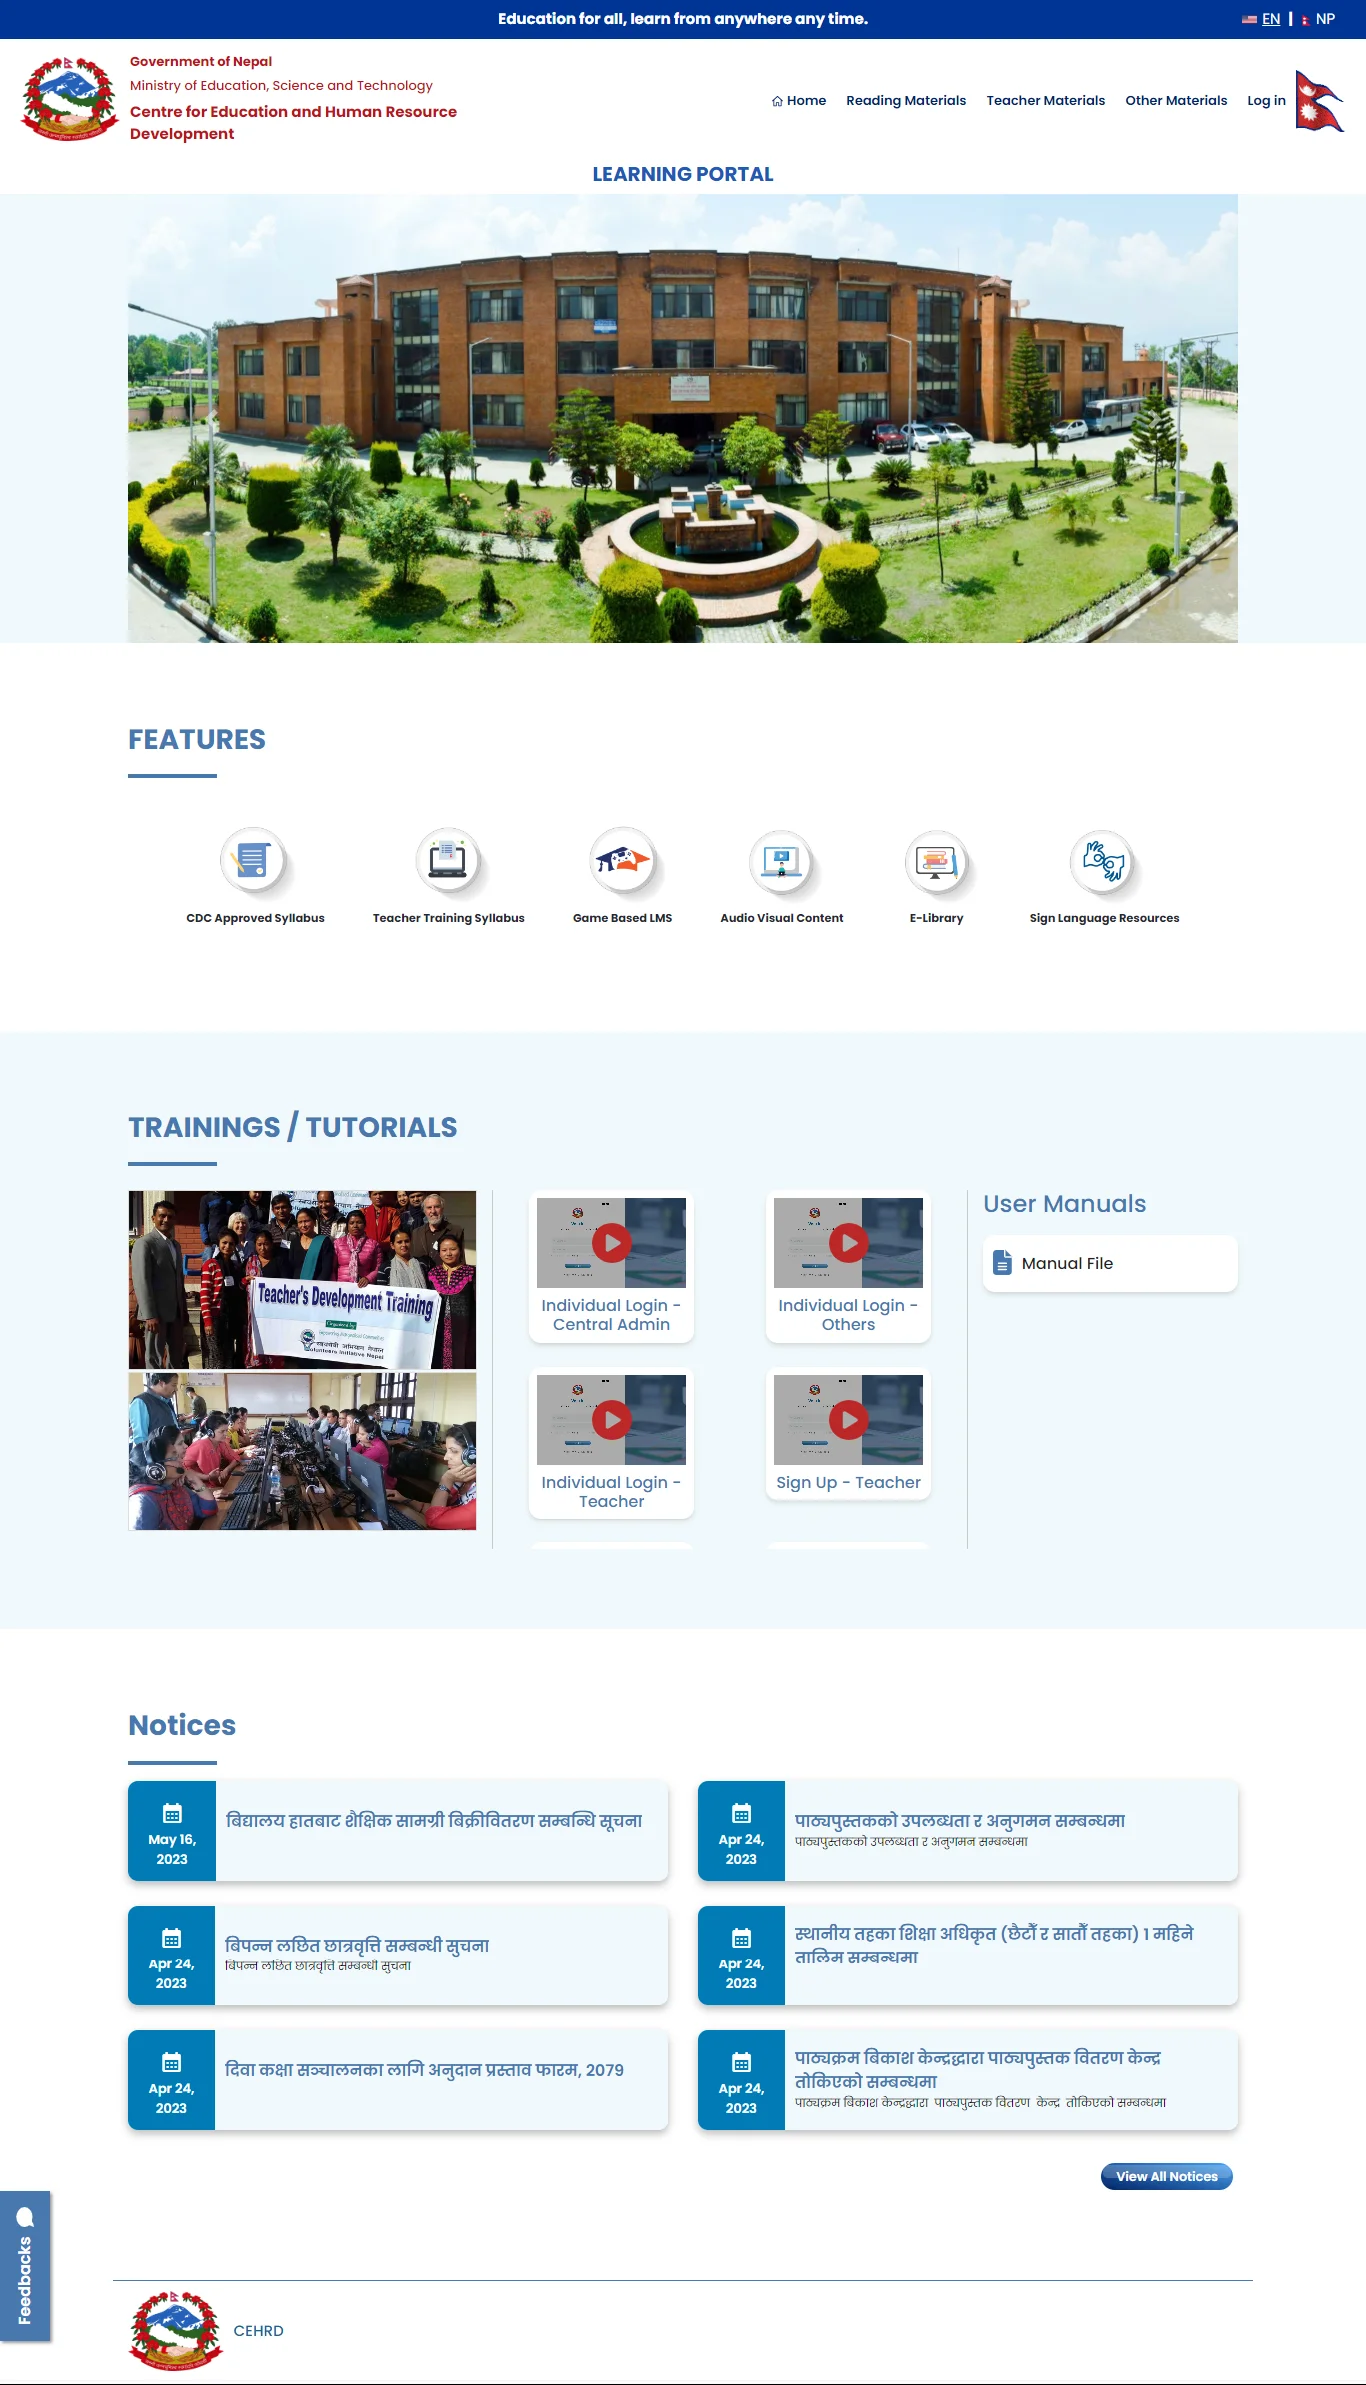 Education for all, learn from anywhere any time.
EN | NP
Government of Nepal
Ministry of Education, Science and Technology
Centre for Education and Human Resource
Development
Home
Reading Materials
Teacher Materials
Other Materials
Log in
LEARNING PORTAL
FEATURES
CDC Approved Syllabus
Teacher Training Syllabus
Game Based LMS
Audio Visual Content
E-Library
Sign Language Resources
TRAININGS / TUTORIALS
Teacher's Development Training
Organized by:
स्वयंसेवी अभियान नेपाल
Volunteers Initiative Nepal
Individual Login -
Central Admin
Individual Login -
Others
Individual Login -
Teacher
Sign Up - Teacher
User Manuals
Manual File
Notices
May 16,
2023
बिद्यालय हातबाट शैक्षिक सामग्री बिक्रीवितरण सम्बन्धि सूचना
Apr 24,
2023
पाठ्यपुस्तकको उपलब्धता र अनुगमन सम्बन्धमा
पाठ्यपुस्तकको उपलब्धता र अनुगमन सम्बन्धमा
Apr 24,
2023
बिपन्न लछित छात्रवृत्ति सम्बन्धी सुचना
बिपन्न लछित छात्रवृत्ति सम्बन्धी सुचना
Apr 24,
2023
स्थानीय तहका शिक्षा अधिकृत (छैटौँ र सातौँ तहका) 1 महिने
तालिम सम्बन्धमा
Apr 24,
2023
दिवा कक्षा सञ्चालनका लागि अनुदान प्रस्ताव फारम, 2079
Apr 24,
2023
पाठ्यक्रम बिकाश केन्द्रद्धारा पाठ्यपुस्तक वितरण केन्द्र
तोकिएको सम्बन्धमा
पाठ्यक्रम बिकाश केन्द्रद्धारा पाठ्यपुस्तक वितरण केन्द्र तोकिएको सम्बन्धमा
View All Notices
Feedbacks
CEHRD